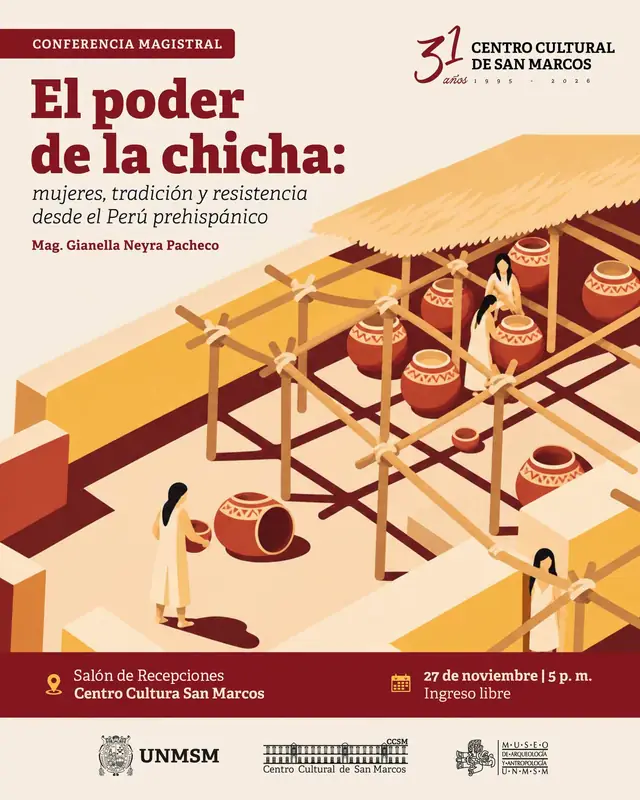 CONFERENCIA MAGISTRAL
31 años
CENTRO CULTURAL
DE SAN MARCOS
1995 - 2026
El poder
de la chicha:
mujeres, tradición y resistencia
desde el Perú prehispánico
Mag. Gianella Neyra Pacheco
Salón de Recepciones
Centro Cultura San Marcos
27 de noviembre | 5 p. m.
Ingreso libre
UNMSM
CCSM
Centro Cultural de San Marcos
MUSEO
DE ARQUEOLOGÍA
Y ANTROPOLOGÍA
UNMSM